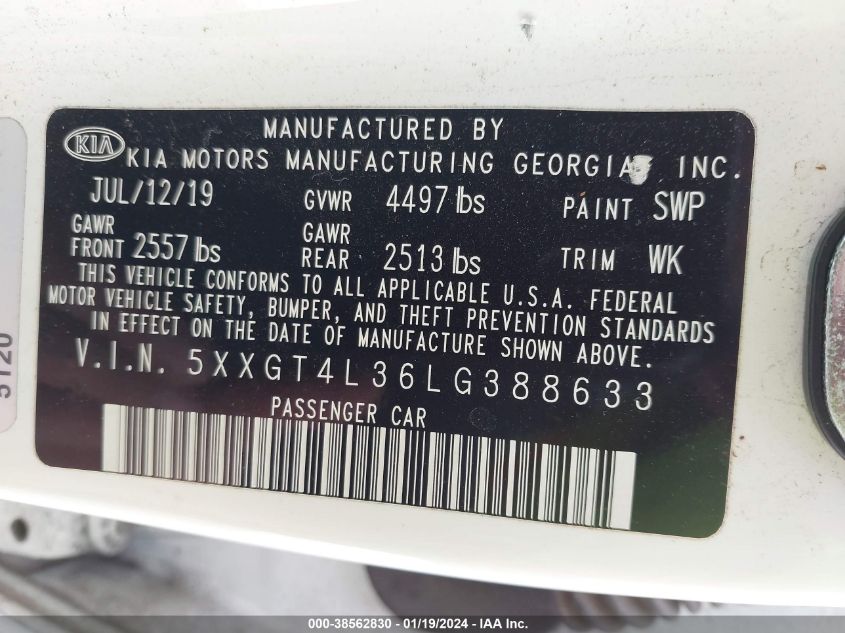 MANUFACTURED BY
KIA KIA MOTORS MANUFACTURING GEORGIA, INC.
JUL/12/19 GVWR 4497 lbs PAINT SWP
GAWR FRONT 2557 lbs GAWR REAR 2513 lbs TRIM WK
THIS VEHICLE CONFORMS TO ALL APPLICABLE U.S.A. FEDERAL
MOTOR VEHICLE SAFETY, BUMPER, AND THEFT PREVENTION STANDARDS
IN EFFECT ON THE DATE OF MANUFACTURE SHOWN ABOVE.
V.I.N. 5XXGT4L36LG388633
PASSENGER CAR
5120
000-38562830 - 01/19/2024 - IAA Inc.